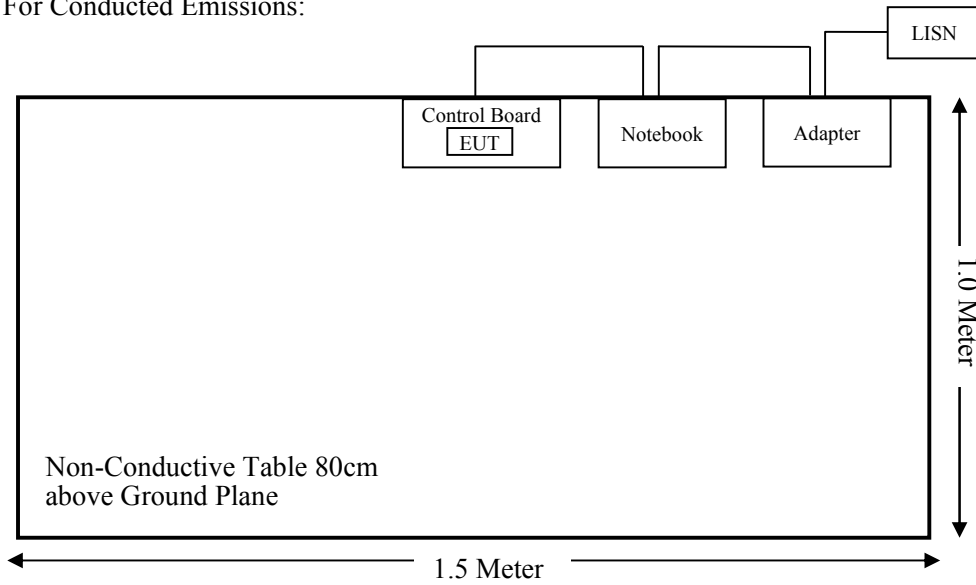 For Conducted Emissions:
LISN
Control Board
EUT
Notebook
Adapter
1.0 Meter
Non-Conductive Table 80cm
above Ground Plane
1.5 Meter